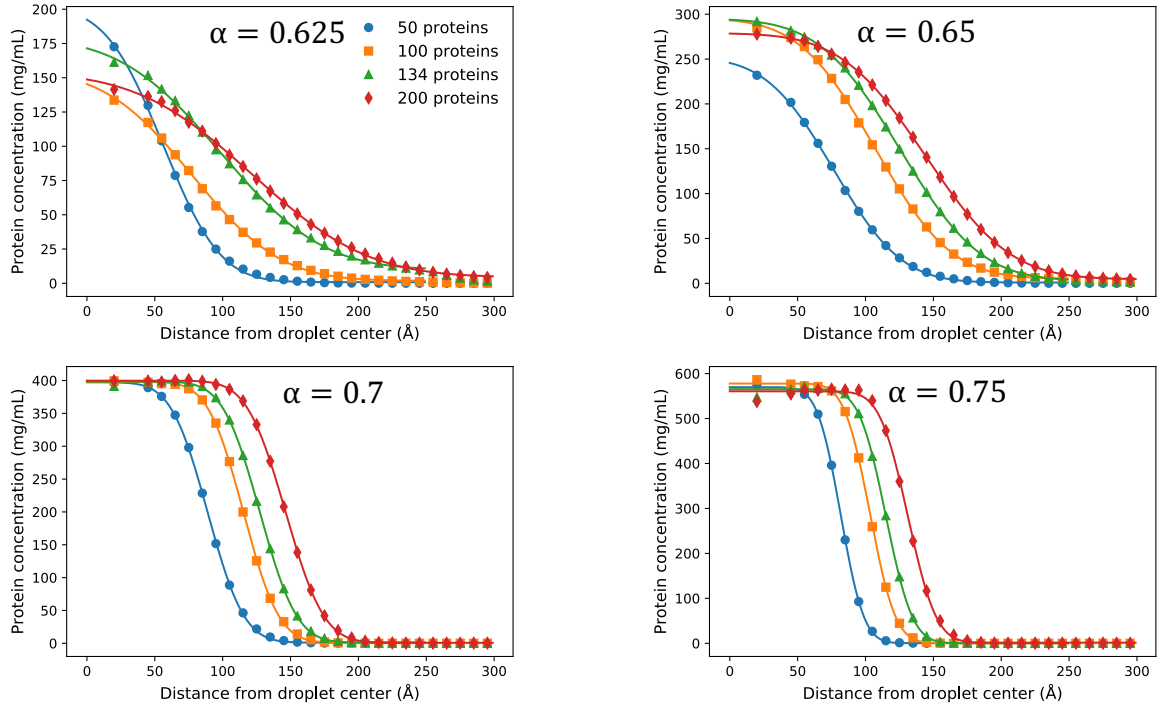 α = 0.625
50 proteins
100 proteins
134 proteins
200 proteins
Protein concentration (mg/mL)
200
175
150
125
100
75
50
25
0
0 50 100 150 200 250 300
Distance from droplet center (Å)
α = 0.65
Protein concentration (mg/mL)
300
250
200
150
100
50
0
0 50 100 150 200 250 300
Distance from droplet center (Å)
α = 0.7
Protein concentration (mg/mL)
400
350
300
250
200
150
100
50
0
0 50 100 150 200 250 300
Distance from droplet center (Å)
α = 0.75
Protein concentration (mg/mL)
600
500
400
300
200
100
0
0 50 100 150 200 250 300
Distance from droplet center (Å)